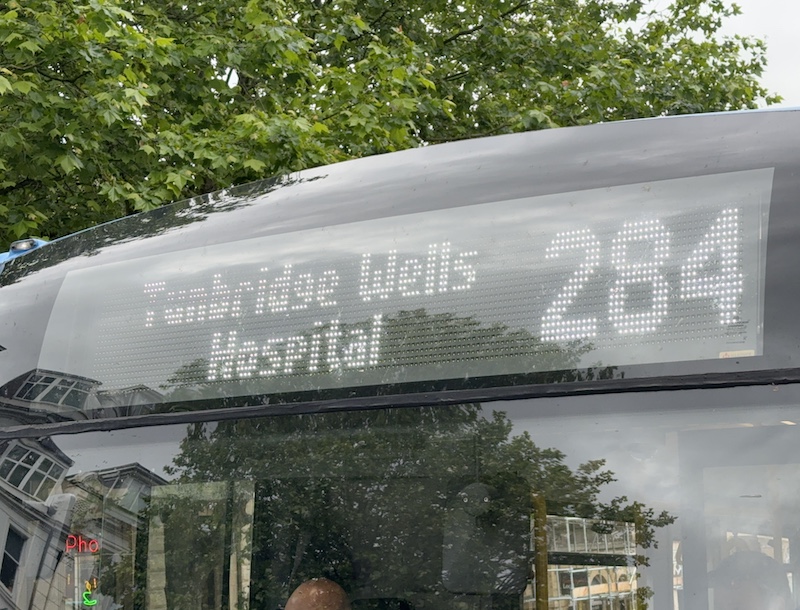 Tunbridge Wells 284
Hospital
Pho